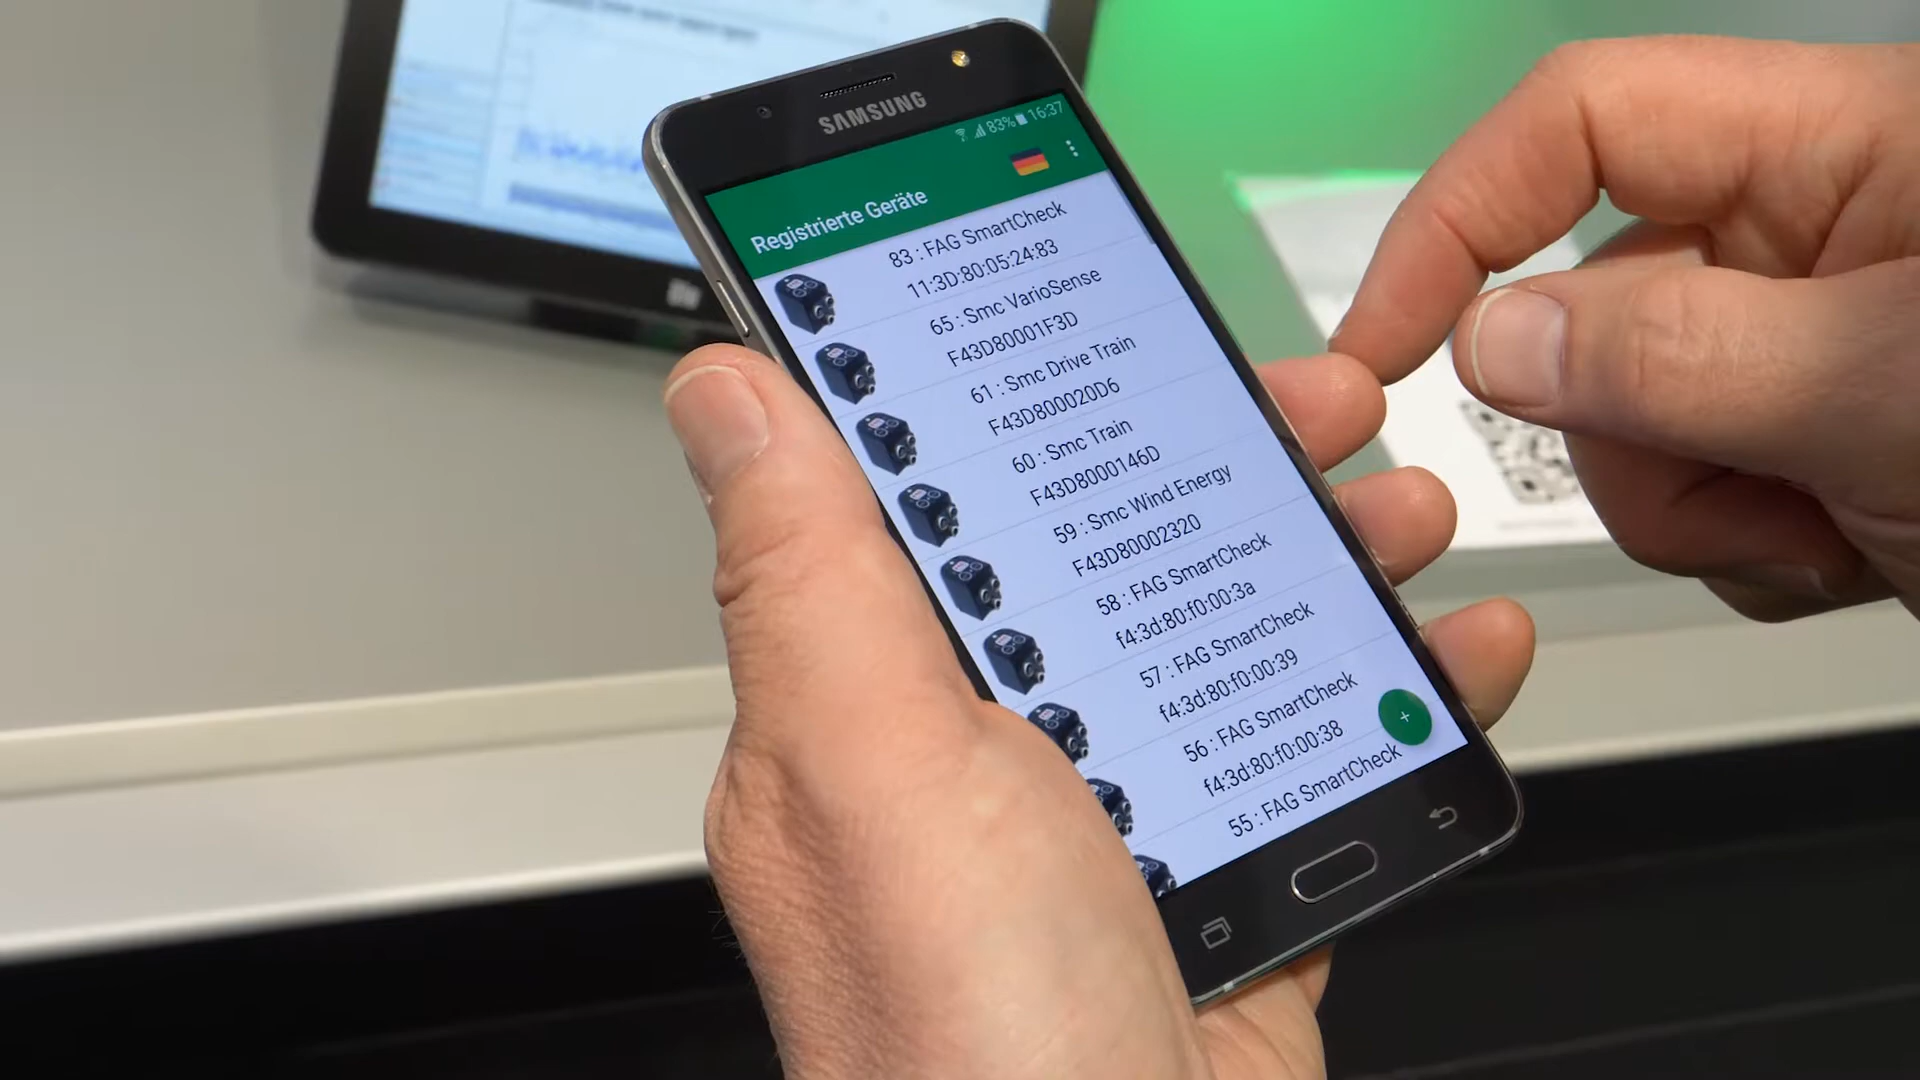 SAMSUNG
83% 16:37
Registrierte Geräte
83 : FAG SmartCheck
11:3D:80:05:24:83
65 : Smc VarioSense
F43D80001F3D
61 : Smc Drive Train
F43D800020D6
60 : Smc Train
F43D8000146D
59 : Smc Wind Energy
F43D80002320
58 : FAG SmartCheck
f4:3d:80:f0:00:3a
57 : FAG SmartCheck
f4:3d:80:f0:00:39
56 : FAG SmartCheck
f4:3d:80:f0:00:38
55 : FAG SmartCheck
+